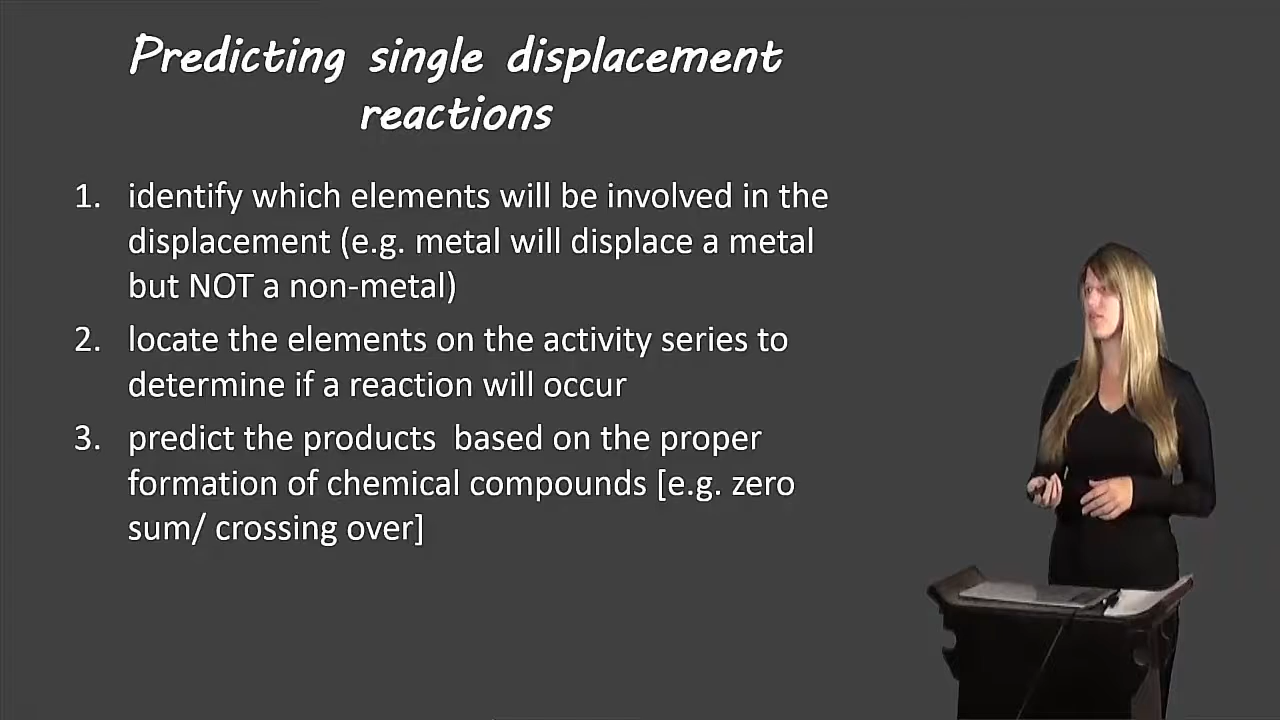 Predicting single displacement
reactions
1. identify which elements will be involved in the
displacement (e.g. metal will displace a metal
but NOT a non-metal)
2. locate the elements on the activity series to
determine if a reaction will occur
3. predict the products  based on the proper
formation of chemical compounds [e.g. zero
sum/ crossing over]